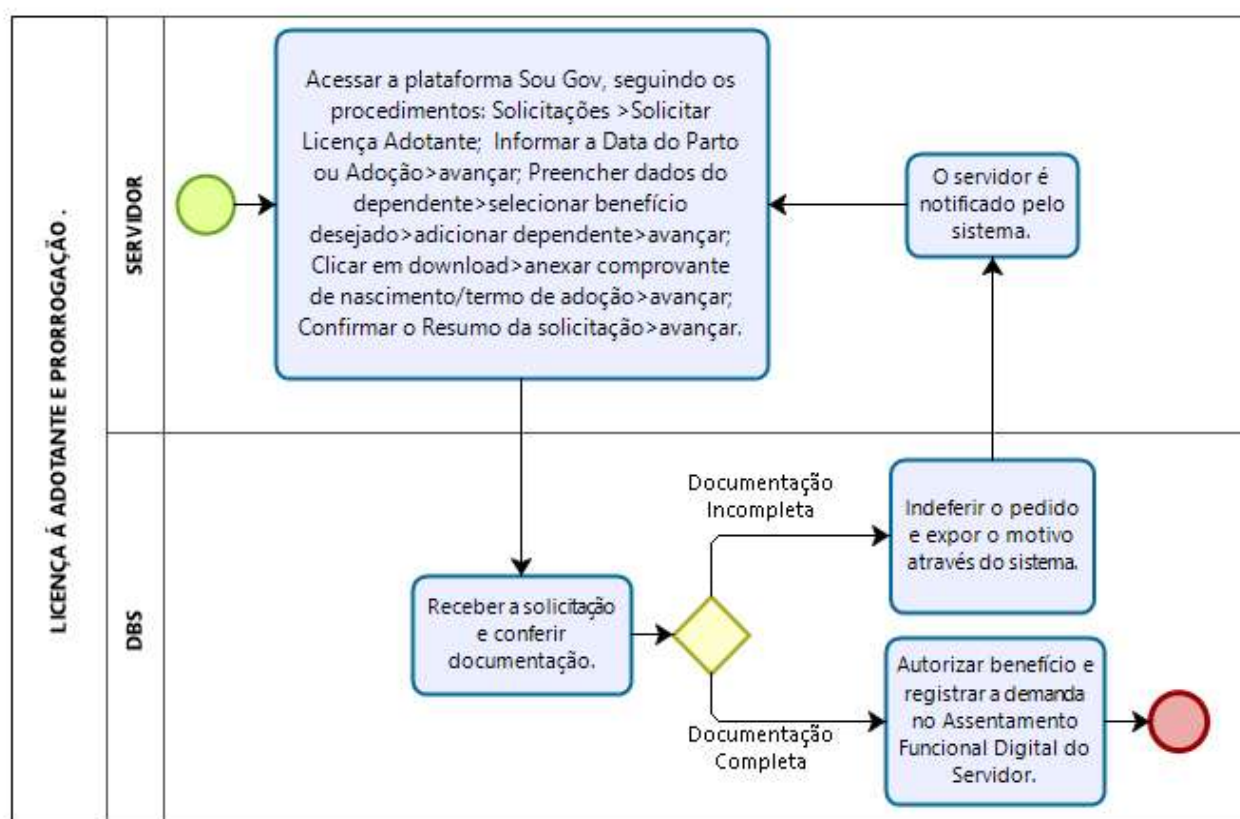 LICENÇA Á ADOTANTE E PRORROGAÇÃO .
SERVIDOR
Acessar a plataforma Sou Gov, seguindo os
procedimentos: Solicitações >Solicitar
Licença Adotante;  Informar a Data do Parto
ou Adoção>avançar; Preencher dados do
dependente>selecionar benefício
desejado>adicionar dependente>avançar;
Clicar em download>anexar comprovante
de nascimento/termo de adoção>avançar;
Confirmar o Resumo da solicitação>avançar.
O servidor é
notificado pelo
sistema.
DBS
Receber a solicitação
e conferir
documentação.
Documentação
Incompleta
Indeferir o pedido
e expor o motivo
através do sistema.
Documentação
Completa
Autorizar benefício e
registrar a demanda
no Assentamento
Funcional Digital do
Servidor.